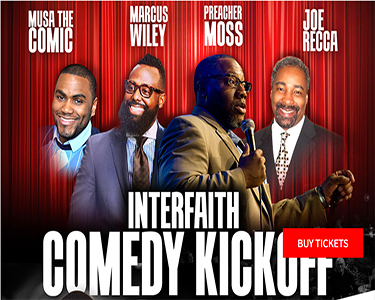 MUSA THE
COMIC
MARCUS
WILEY
PREACHER
MOSS
JOE
RECCA
INTERFAITH
COMEDY KICKOFF
BUY TICKETS